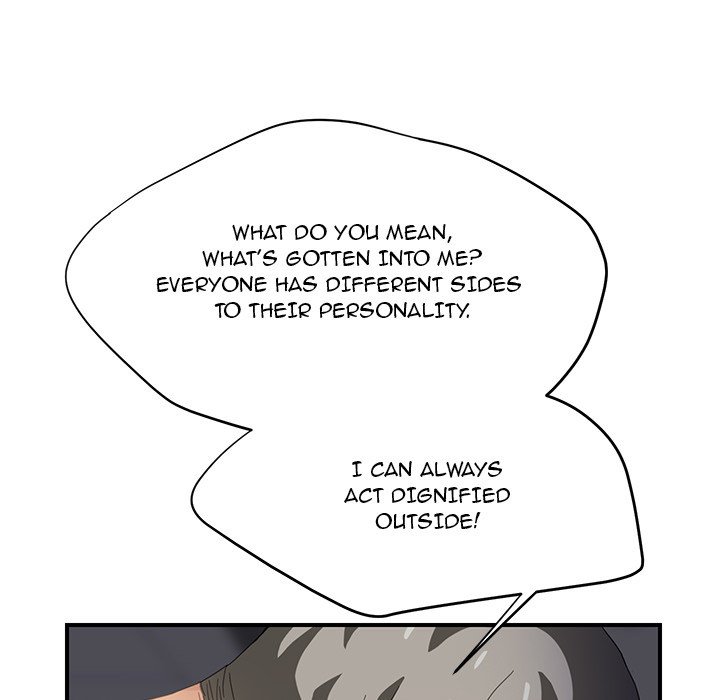 WHAT DO YOU MEAN,
WHAT'S GOTTEN INTO ME?
EVERYONE HAS DIFFERENT SIDES
TO THEIR PERSONALITY.
I CAN ALWAYS
ACT DIGNIFIED
OUTSIDE!